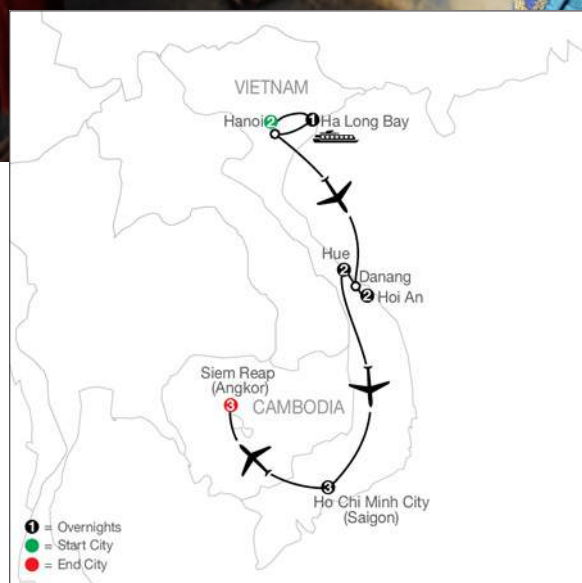 VIETNAM
Hanoi 2 1 Ha Long Bay
Hue
2 Danang
2 Hoi An
Siem Reap
(Angkor)
3 CAMBODIA
3
Ho Chi Minh City
(Saigon)
1 = Overnights
= Start City
= End City